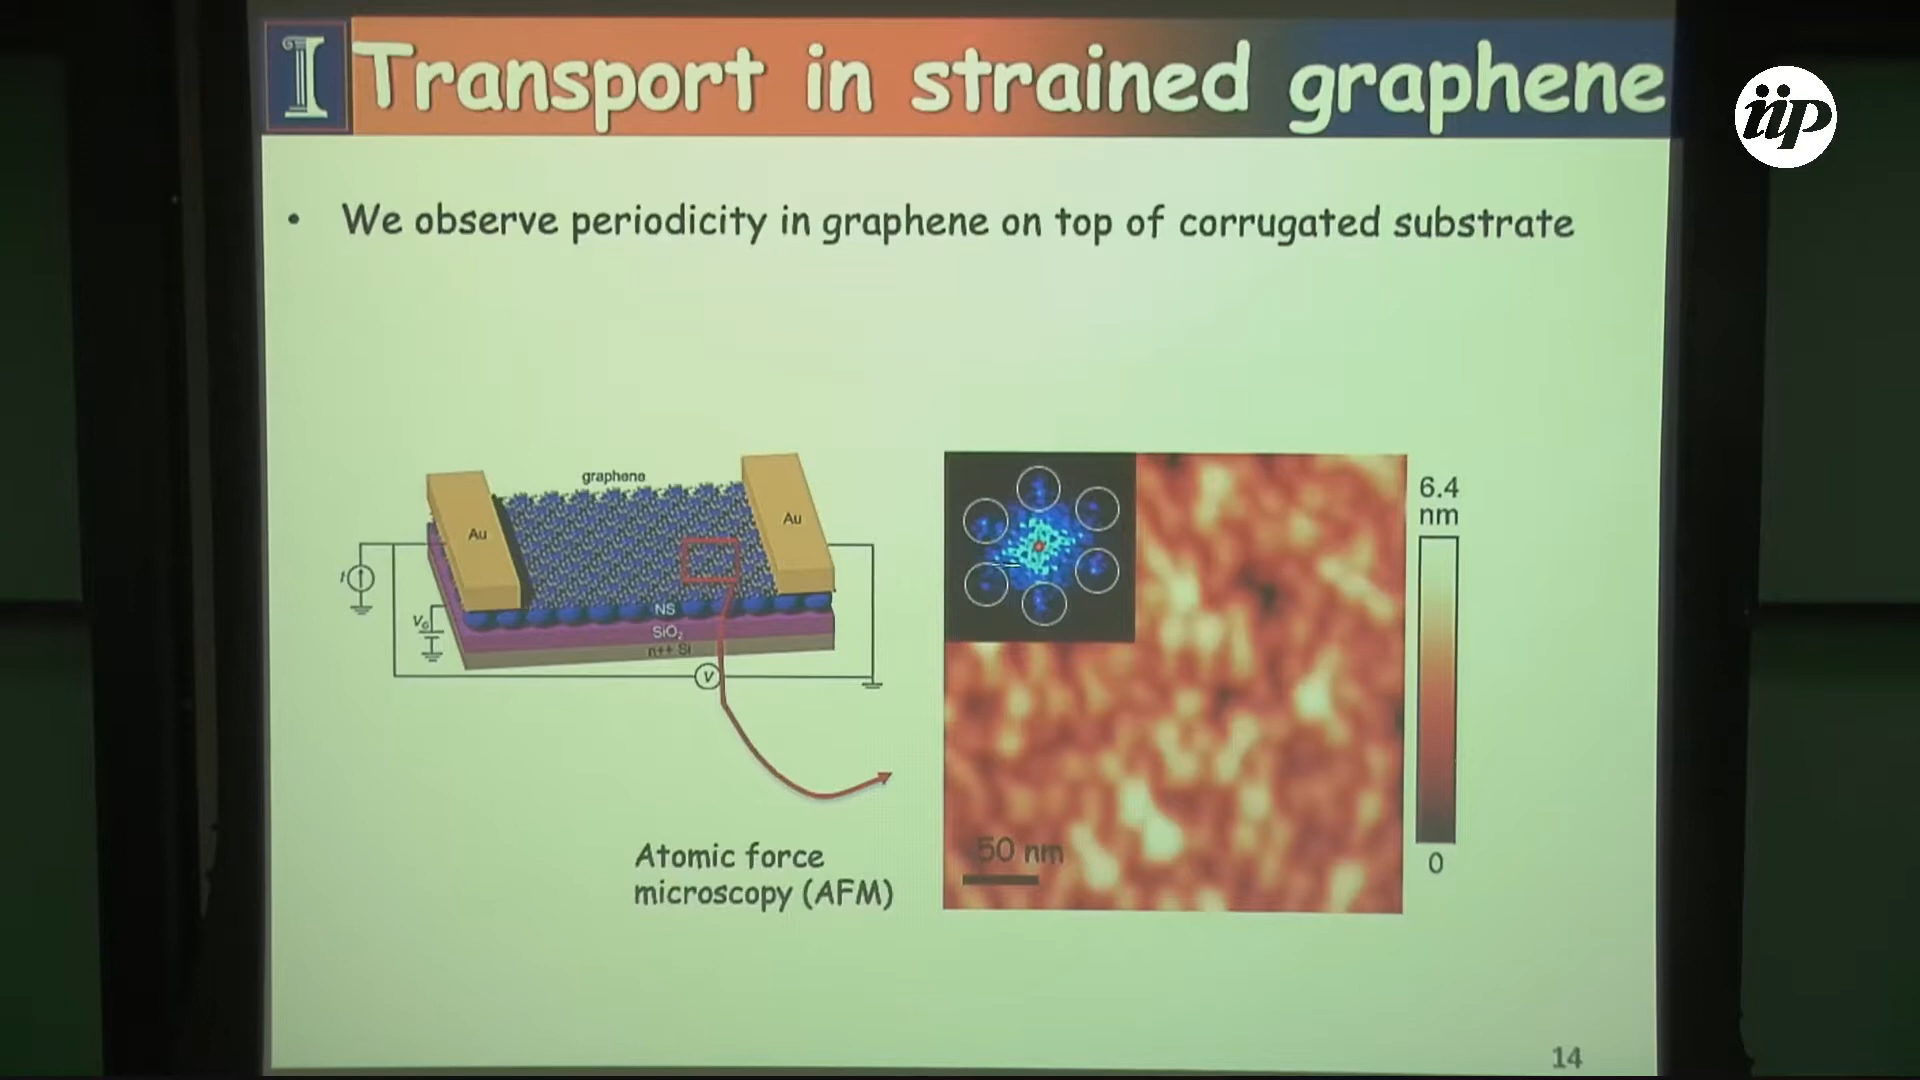 I Transport in strained graphene
iip
• We observe periodicity in graphene on top of corrugated substrate
graphene
Au
Au
I
NS
V_G
SiO₂
n++ Si
V
6.4
nm
50 nm
0
Atomic force
microscopy (AFM)
14